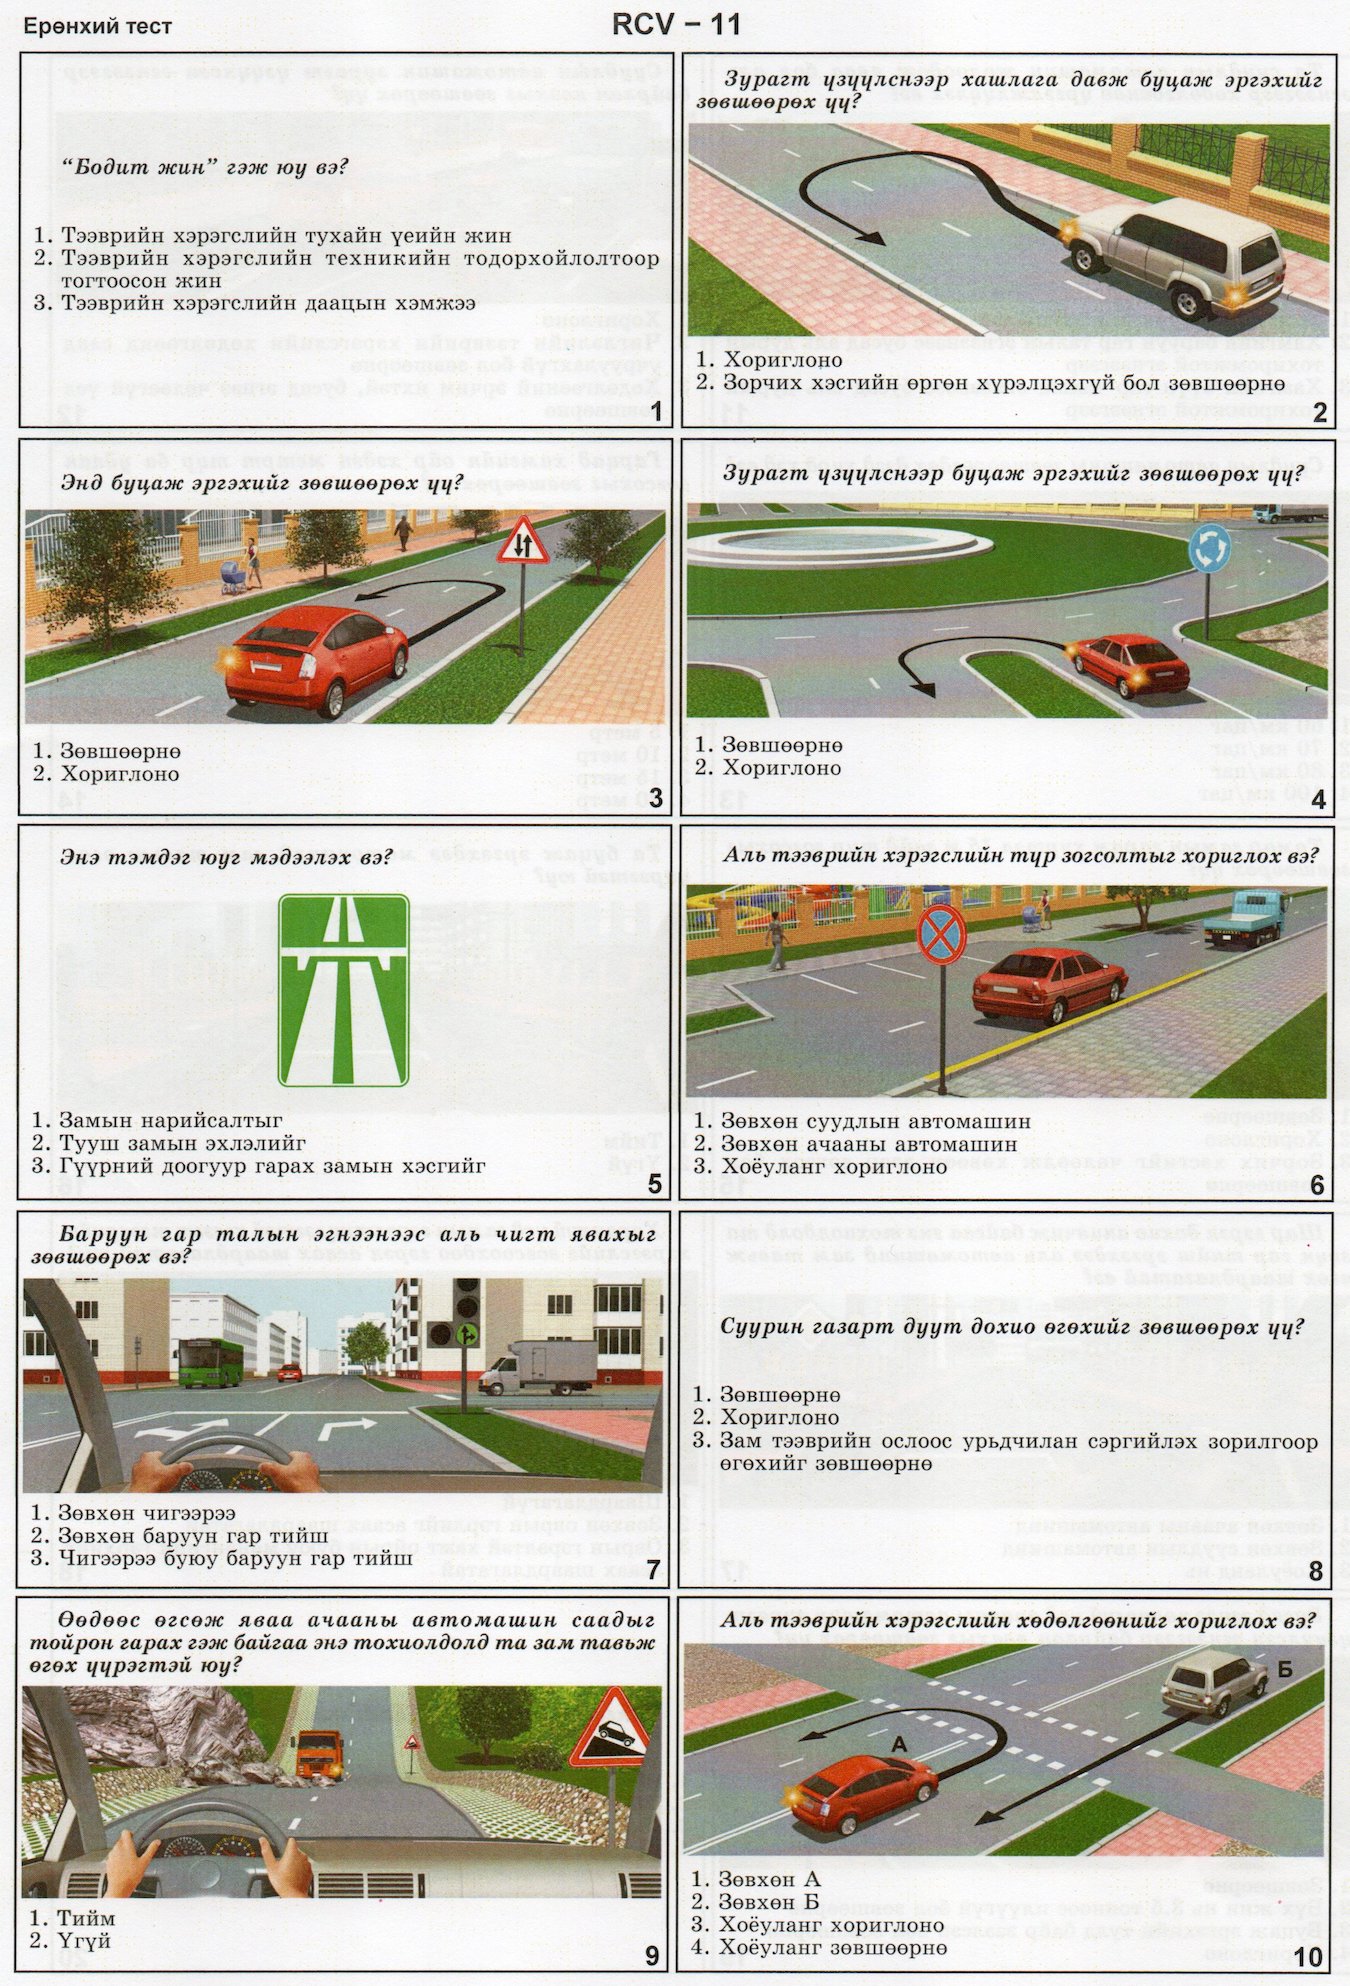 Ерөнхий тест
RCV – 11
“Бодит жин” гэж юу вэ?
1. Тээврийн хэрэгслийн тухайн үеийн жин
2. Тээврийн хэрэгслийн техникийн тодорхойлолтоор
тогтоосон жин
3. Тээврийн хэрэгслийн даацын хэмжээ
1
Зурагт үзүүлснээр хашлага давж буцаж эргэхийг
зөвшөөрөх үү?
1. Хориглоно
2. Зорчих хэсгийн өргөн хүрэлцэхгүй бол зөвшөөрнө
2
Энд буцаж эргэхийг зөвшөөрөх үү?
1. Зөвшөөрнө
2. Хориглоно
3
Зурагт үзүүлснээр буцаж эргэхийг зөвшөөрөх үү?
1. Зөвшөөрнө
2. Хориглоно
4
Энэ тэмдэг юуг мэдээлэх вэ?
1. Замын нарийсалтыг
2. Тууш замын эхлэлийг
3. Гүүрний доогуур гарах замын хэсгийг
5
Аль тээврийн хэрэгслийн түр зогсолтыг хориглох вэ?
1. Зөвхөн суудлын автомашин
2. Зөвхөн ачааны автомашин
3. Хоёуланг хориглоно
6
Баруун гар талын эгнээнээс аль чигт явахыг
зөвшөөрөх вэ?
1. Зөвхөн чигээрээ
2. Зөвхөн баруун гар тийш
3. Чигээрээ буюу баруун гар тийш
7
Суурин газарт дуут дохио өгөхийг зөвшөөрөх үү?
1. Зөвшөөрнө
2. Хориглоно
3. Зам тээврийн ослоос урьдчилан сэргийлэх зорилгоор
өгөхийг зөвшөөрнө
8
Өөдөөс өгсөж яваа ачааны автомашин саадыг
тойрон гарах гэж байгаа энэ тохиолдолд та зам тавьж
өгөх үүрэгтэй юу?
1. Тийм
2. Үгүй
9
Аль тээврийн хэрэгслийн хөдөлгөөнийг хориглох вэ?
А
Б
1. Зөвхөн А
2. Зөвхөн Б
3. Хоёуланг хориглоно
4. Хоёуланг зөвшөөрнө
10